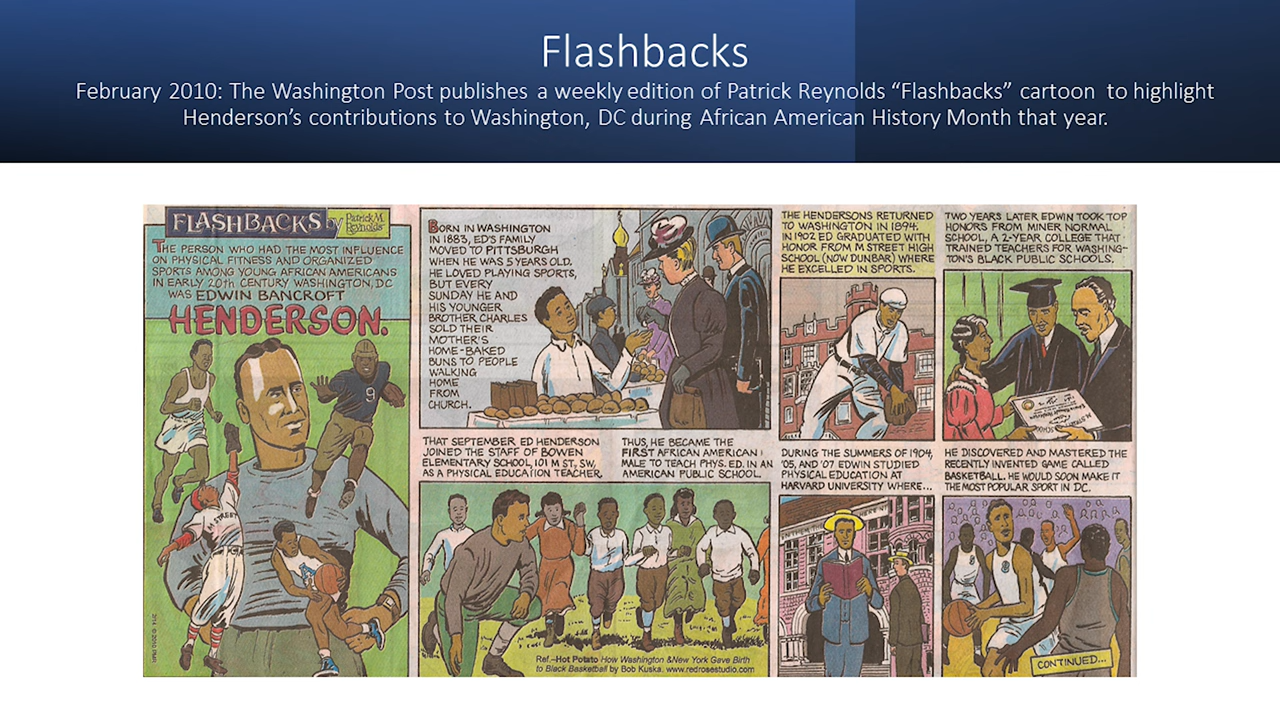 Flashbacks
February 2010: The Washington Post publishes a weekly edition of Patrick Reynolds “Flashbacks” cartoon to highlight
Henderson’s contributions to Washington, DC during African American History Month that year.
FLASHBACKS by Patrick M.
Reynolds
THE PERSON WHO HAD THE MOST INFLUENCE
ON PHYSICAL FITNESS AND ORGANIZED
SPORTS AMONG YOUNG AFRICAN AMERICANS
IN EARLY 20th CENTURY WASHINGTON, DC
WAS EDWIN BANCROFT
HENDERSON.
9
M STREET
BORN IN WASHINGTON
IN 1883, ED'S FAMILY
MOVED TO PITTSBURGH
WHEN HE WAS 5 YEARS OLD.
HE LOVED PLAYING SPORTS,
BUT EVERY
SUNDAY HE AND
HIS YOUNGER
BROTHER CHARLES
SOLD THEIR
MOTHER'S
HOME-BAKED
BUNS TO PEOPLE
WALKING
HOME
FROM
CHURCH.
THE HENDERSONS RETURNED
TO WASHINGTON IN 1894.
IN 1902 ED GRADUATED WITH
HONOR FROM M STREET HIGH
SCHOOL (NOW DUNBAR) WHERE
HE EXCELLED IN SPORTS.
TWO YEARS LATER EDWIN TOOK TOP
HONORS FROM MINER NORMAL
SCHOOL, A 2-YEAR COLLEGE THAT
TRAINED TEACHERS FOR WASHING-
TON'S BLACK PUBLIC SCHOOLS.
THAT SEPTEMBER ED HENDERSON
JOINED THE STAFF OF BOWEN
ELEMENTARY SCHOOL, 101 M ST., SW,
AS A PHYSICAL EDUCATION TEACHER.
THUS, HE BECAME THE
FIRST AFRICAN AMERICAN
MALE TO TEACH PHYS. ED. IN AN
AMERICAN PUBLIC SCHOOL.
Ref.–Hot Potato How Washington &New York Gave Birth
to Black Basketball by Bob Kuska. www.redrosestudio.com
DURING THE SUMMERS OF 1904,
'05, AND '07 EDWIN STUDIED
PHYSICAL EDUCATION AT
HARVARD UNIVERSITY WHERE...
HE DISCOVERED AND MASTERED THE
RECENTLY INVENTED GAME CALLED
BASKETBALL. HE WOULD SOON MAKE IT
THE MOST POPULAR SPORT IN DC.
CONTINUED...